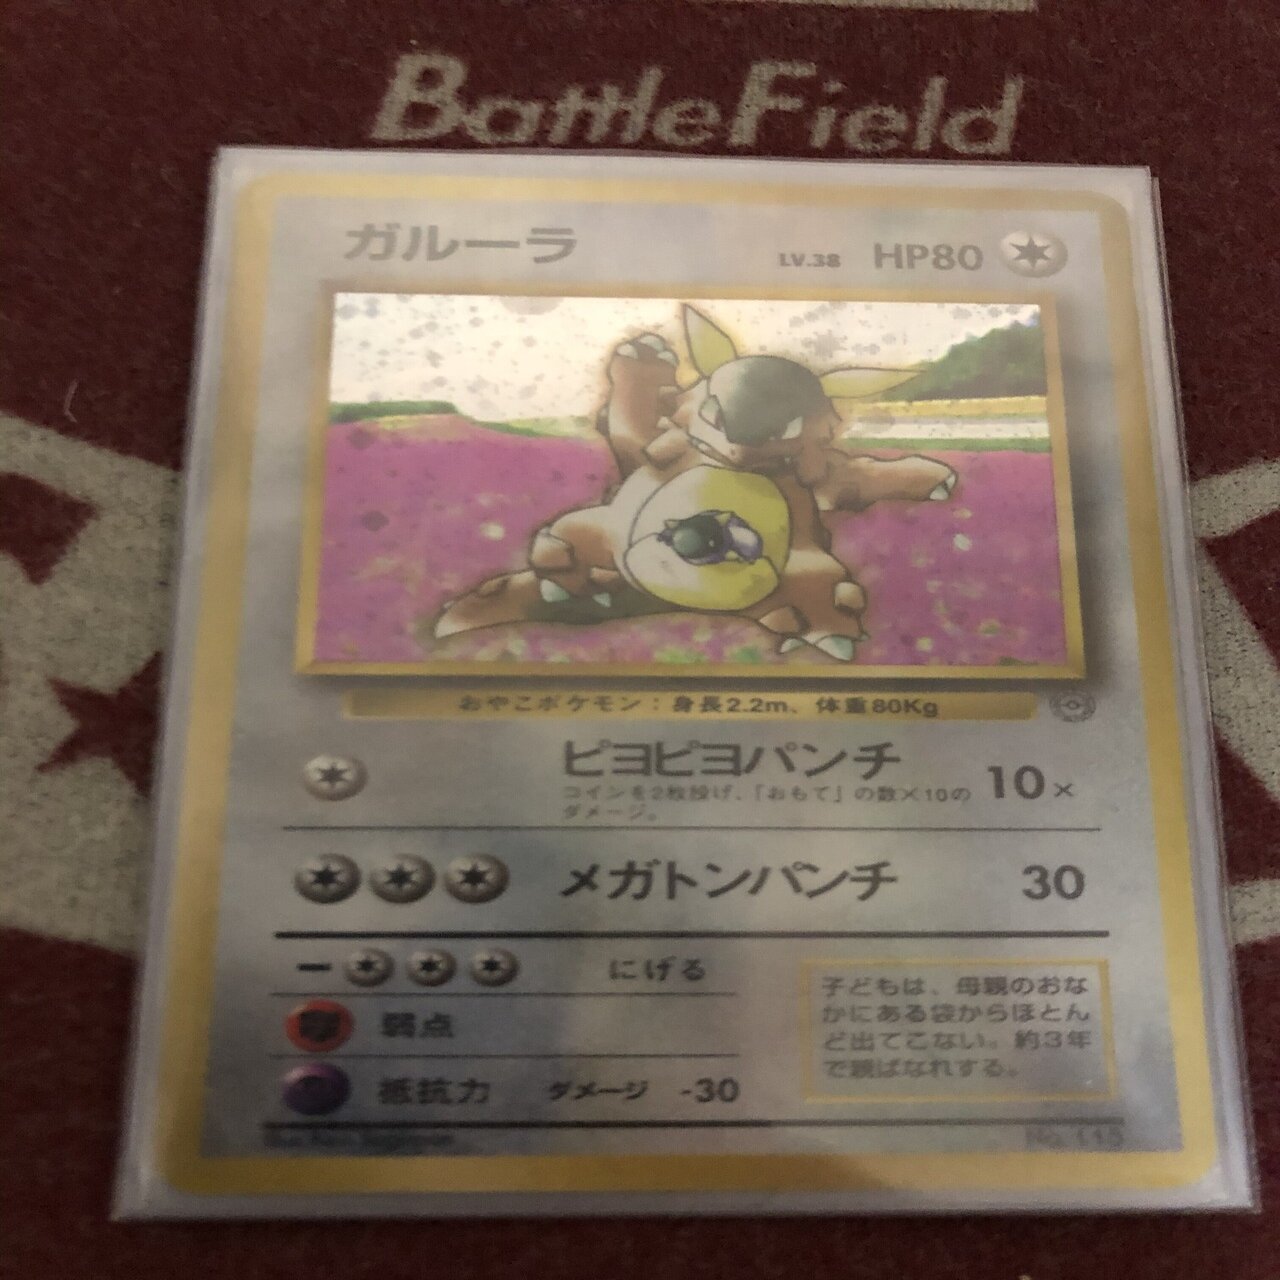 BattleField
ガルーラ LV.38 HP80
おやこポケモン：身長2.2m、体重80Kg
ピヨピヨパンチ 10×
コインを2枚投げ、「おもて」の数×10の
ダメージ。
メガトンパンチ 30
にげる
弱点
抵抗力 ダメージ -30
子どもは、母親のおな
かにある袋からほとん
ど出てこない。約3年
で親ばなれする。
No. 115